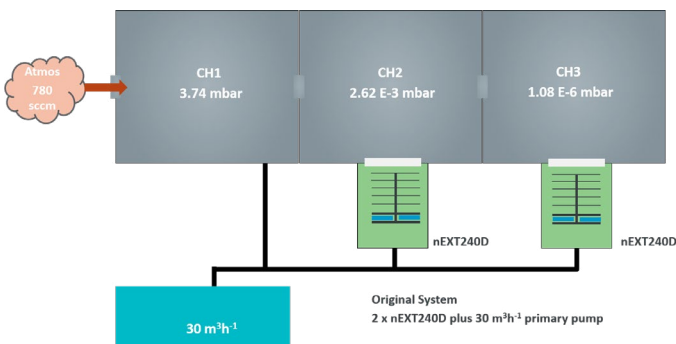 Atmos
780
sccm
CH1
3.74 mbar
CH2
2.62 E-3 mbar
CH3
1.08 E-6 mbar
nEXT240D
nEXT240D
30 m³h⁻¹
Original System
2 x nEXT240D plus 30 m³h⁻¹ primary pump